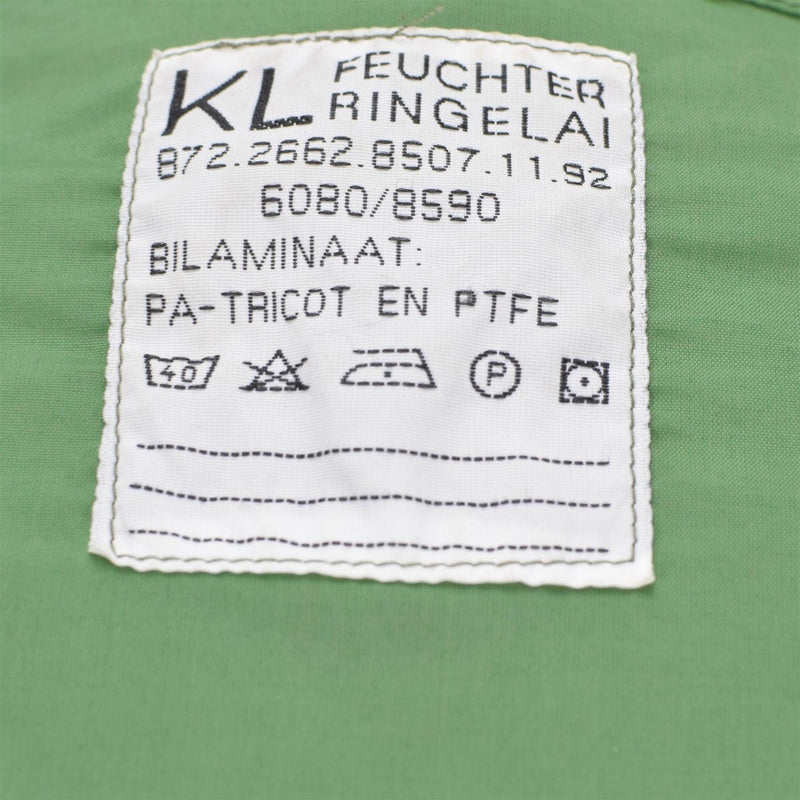 KL FEUCHTER
RINGELAI
872.2662.8507.11.92
6080/8590
BILAMINAAT:
PA-TRICOT EN PTFE
40 P